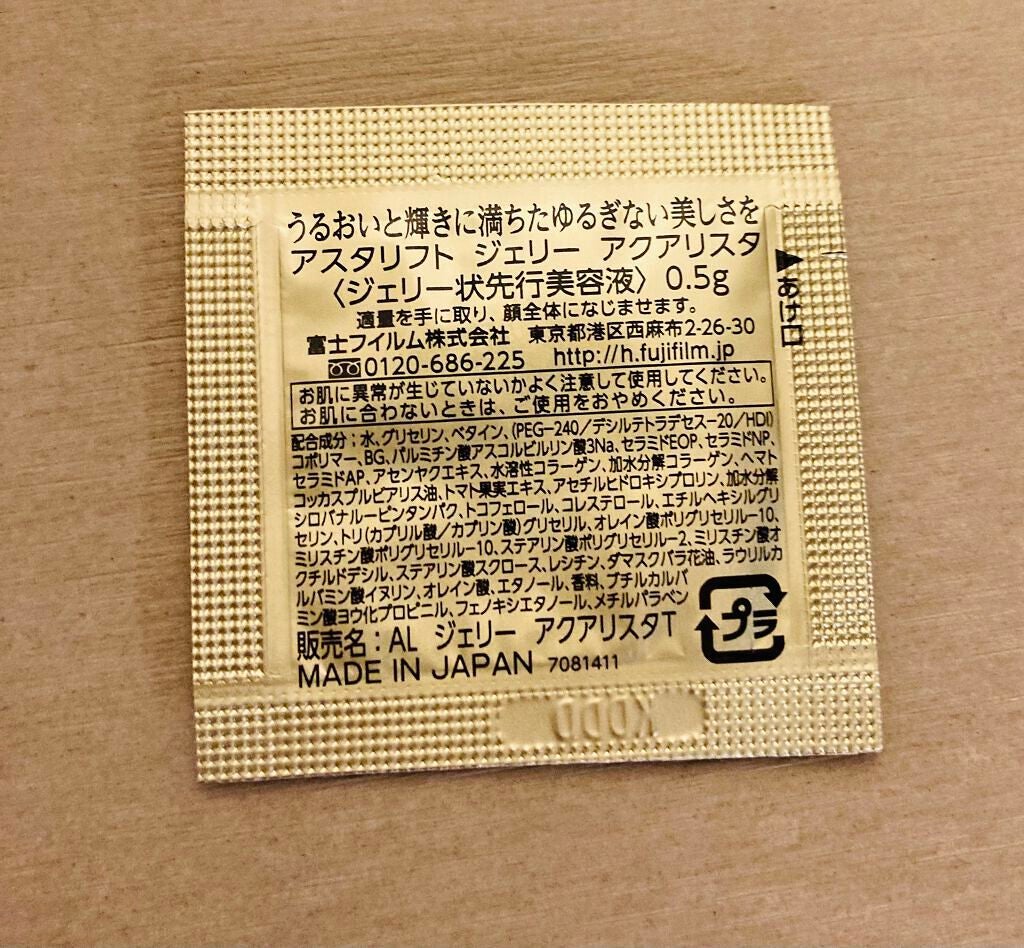 うるおいと輝きに満ちたゆるぎない美しさを
アスタリフト ジェリー アクアリスタ
〈ジェリー状先行美容液〉 0.5g
適量を手に取り、顔全体になじませます。
富士フイルム株式会社 東京都港区西麻布2-26-30
0120-686-225 http://h.fujifilm.jp
お肌に異常が生じていないかよく注意して使用してください。
お肌に合わないときは、ご使用をおやめください。
配合成分；水、グリセリン、ベタイン、(PEG-240／デシルテトラデセス-20／HDI)
コポリマー、BG、パルミチン酸アスコルビルリン酸3Na、セラミドEOP、セラミドNP、
セラミドAP、アセンヤクエキス、水溶性コラーゲン、加水分解コラーゲン、ヘマト
コッカスプルビアリス油、トマト果実エキス、アセチルヒドロキシプロリン、加水分解
シロバナルーピンタンパク、トコフェロール、コレステロール、エチルヘキシルグリ
セリン、トリ(カプリル酸／カプリン酸)グリセリル、オレイン酸ポリグリセリル-10、
ミリスチン酸ポリグリセリル-10、ステアリン酸ポリグリセリル-2、ミリスチン酸オ
クチルドデシル、ステアリン酸スクロース、レシチン、ダマスクバラ花油、ラウリルカ
ルバミン酸イヌリン、オレイン酸、エタノール、香料、ブチルカルバ
ミン酸ヨウ化プロピニル、フェノキシエタノール、メチルパラベン
販売名：AL ジェリー アクアリスタT
MADE IN JAPAN 7081411
プラ
あけ口